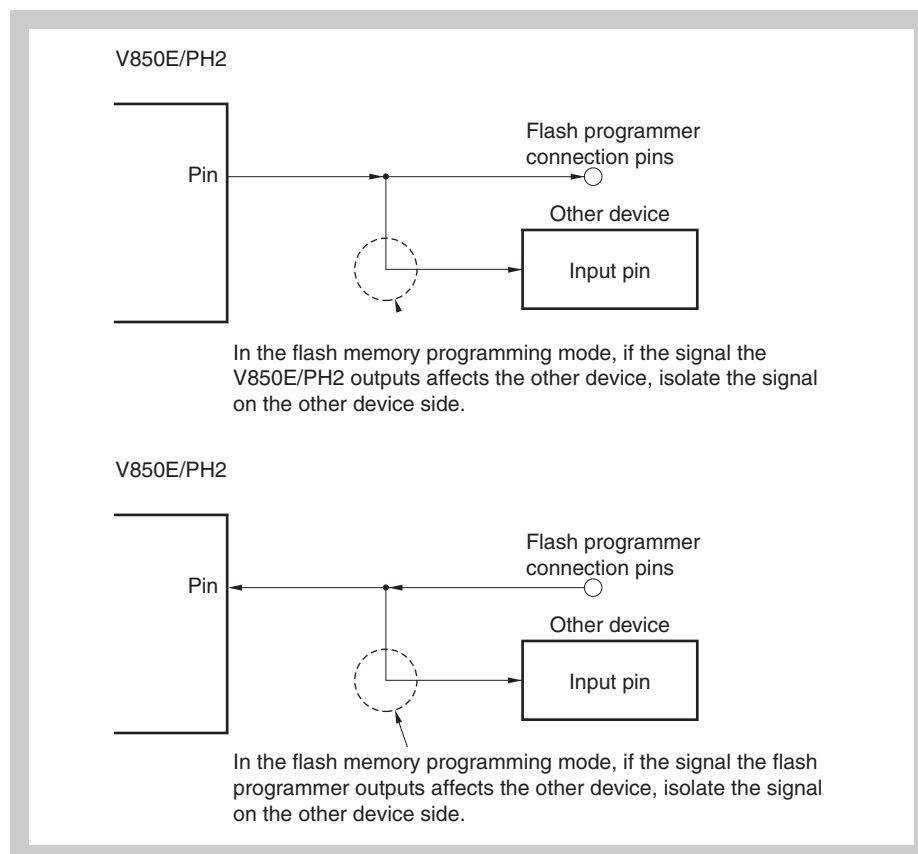 V850E/PH2
Flash programmer
connection pins
Pin
Other device
Input pin
In the flash memory programming mode, if the signal the
V850E/PH2 outputs affects the other device, isolate the signal
on the other device side.
V850E/PH2
Flash programmer
connection pins
Pin
Other device
Input pin
In the flash memory programming mode, if the signal the flash
programmer outputs affects the other device, isolate the signal
on the other device side.